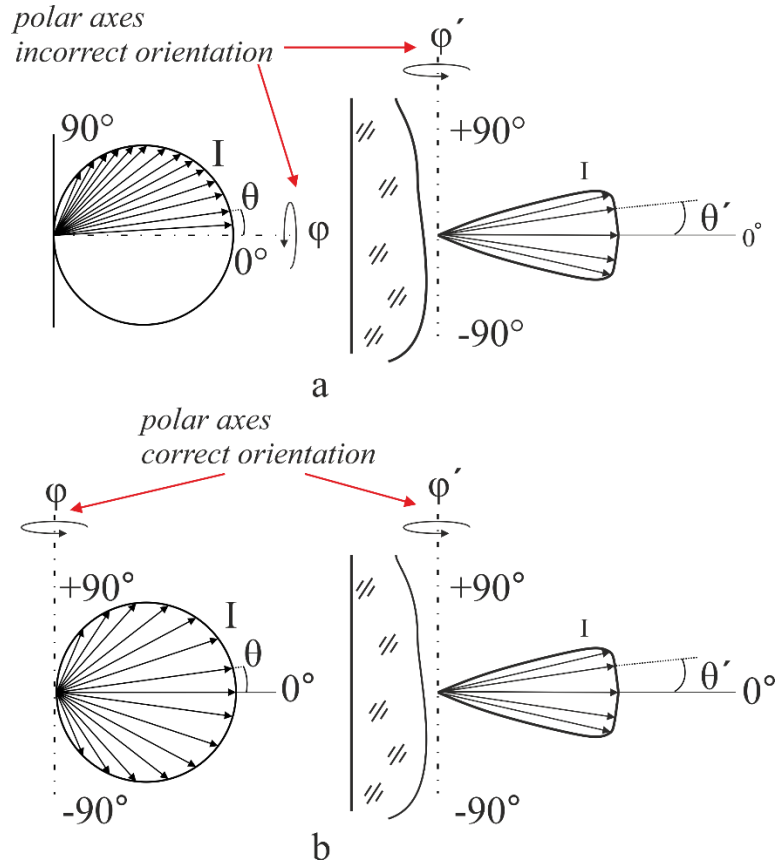 polar axes
incorrect orientation
φ´
90°
I
+90°
θ
I
φ
θ´
0°
0°
-90°
a
polar axes
correct orientation
φ
φ´
+90°
+90°
I
I
θ
0°
θ´
0°
-90°
-90°
b